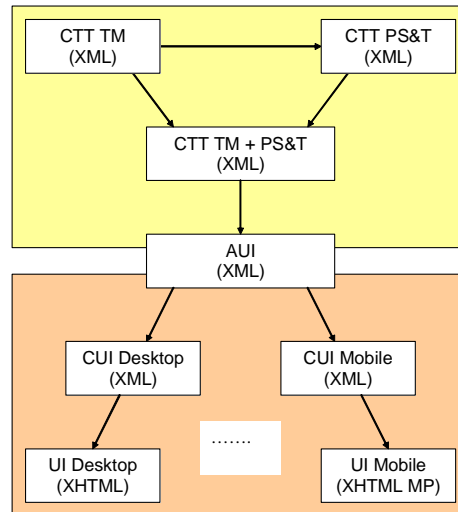 CTT TM
(XML)
CTT PS&T
(XML)
CTT TM + PS&T
(XML)
AUI
(XML)
CUI Desktop
(XML)
CUI Mobile
(XML)
…….
UI Desktop
(XHTML)
UI Mobile
(XHTML MP)